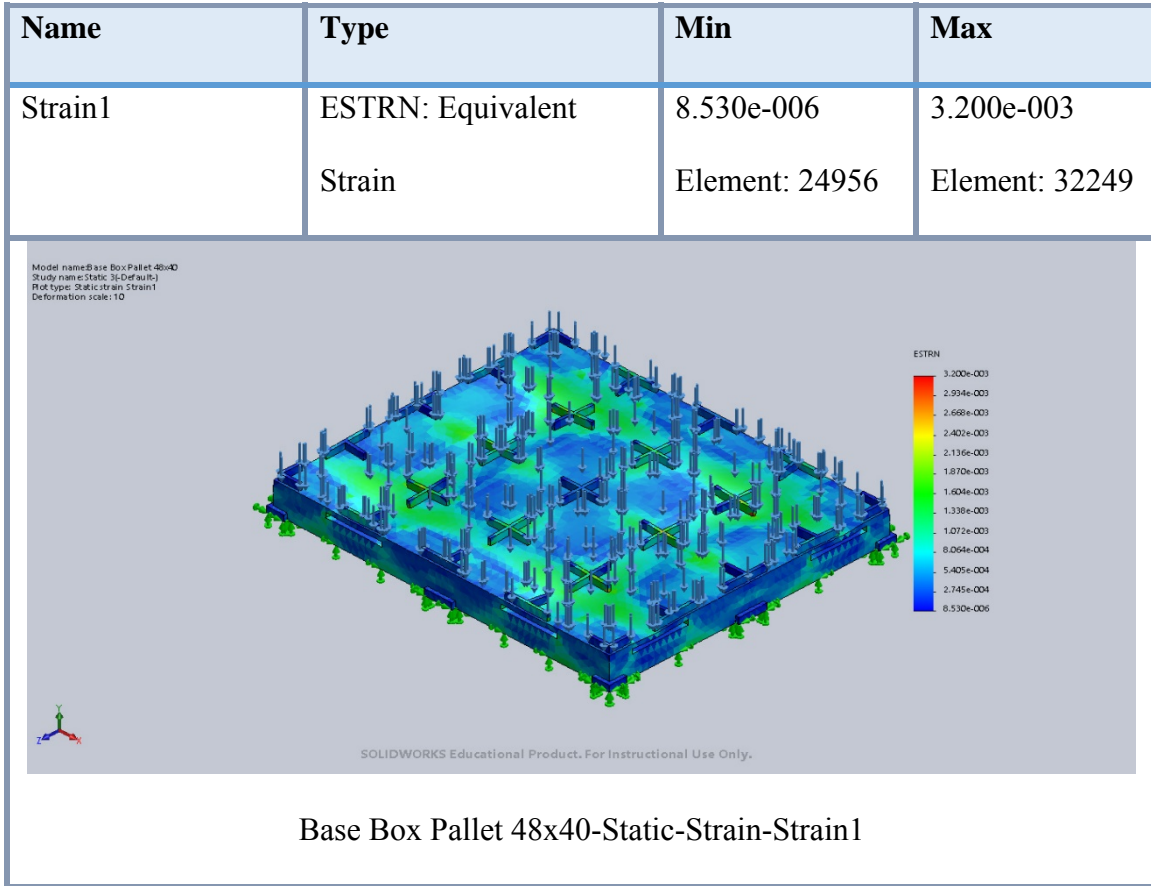 Name Type Min Max
Strain1 ESTRN: Equivalent 8.530e-006 3.200e-003
Strain Element: 24956 Element: 32249
Model name:Base Box Pallet 48x40
Study name:Static 3(-Default-)
Plot type: Static strain Strain1
Deformation scale: 10
ESTRN
3.200e-003
2.934e-003
2.668e-003
2.402e-003
2.136e-003
1.870e-003
1.604e-003
1.338e-003
1.072e-003
8.064e-004
5.405e-004
2.745e-004
8.530e-006
Y
Z X
SOLIDWORKS Educational Product. For Instructional Use Only.
Base Box Pallet 48x40-Static-Strain-Strain1